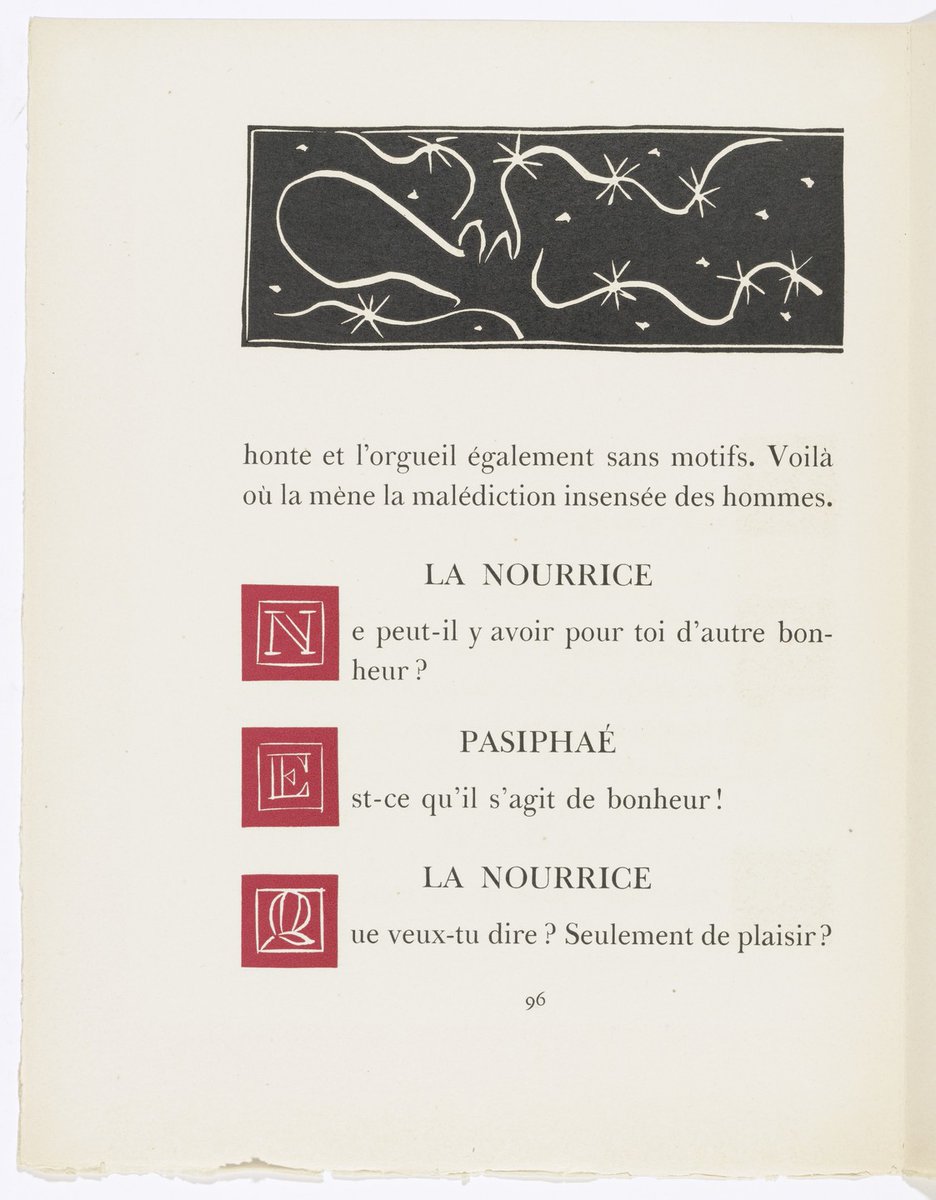 honte et l'orgueil également sans motifs. Voilà
où la mène la malédiction insensée des hommes.
LA NOURRICE
Ne peut-il y avoir pour toi d'autre bon-
heur ?
PASIPHAÉ
Est-ce qu'il s'agit de bonheur !
LA NOURRICE
Que veux-tu dire ? Seulement de plaisir ?
96